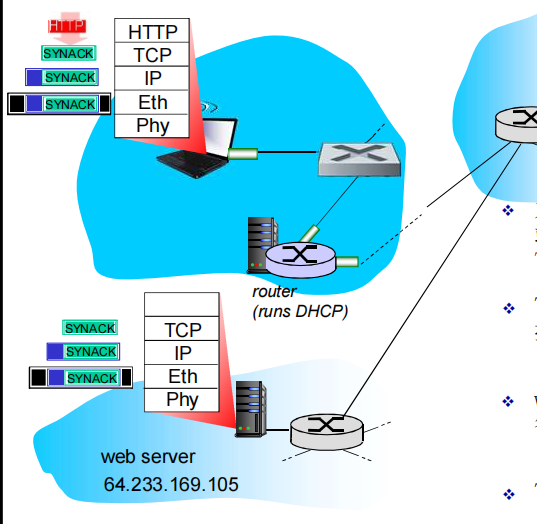 HTTP
SYNACK
SYNACK
SYNACK
HTTP
TCP
IP
Eth
Phy
router
(runs DHCP)
SYNACK
SYNACK
SYNACK
TCP
IP
Eth
Phy
web server
64.233.169.105